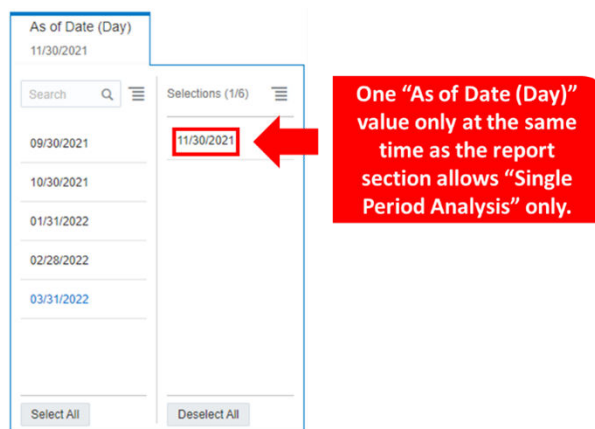 As of Date (Day)
11/30/2021
Search
Selections (1/6)
09/30/2021
10/30/2021
01/31/2022
02/28/2022
03/31/2022
Select All
11/30/2021
Deselect All
One “As of Date (Day)”
value only at the same
time as the report
section allows “Single
Period Analysis” only.